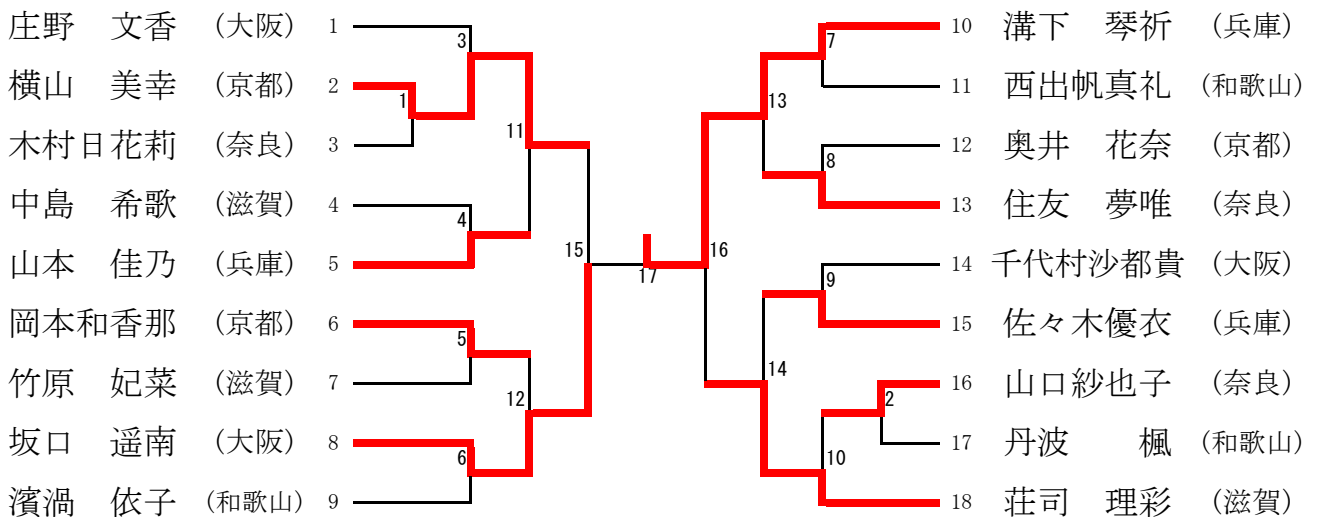 庄野 文香 (大阪) 1
横山 美幸 (京都) 2
木村日花莉 (奈良) 3
中島 希歌 (滋賀) 4
山本 佳乃 (兵庫) 5
岡本和香那 (京都) 6
竹原 妃菜 (滋賀) 7
坂口 遥南 (大阪) 8
濱渦 依子 (和歌山) 9
3
1
11
4
15
5
12
6
17
7
13
8
16
9
14
2
10
10 溝下 琴祈 (兵庫)
11 西出帆真礼 (和歌山)
12 奥井 花奈 (京都)
13 住友 夢唯 (奈良)
14 千代村沙都貴 (大阪)
15 佐々木優衣 (兵庫)
16 山口紗也子 (奈良)
17 丹波 楓 (和歌山)
18 荘司 理彩 (滋賀)